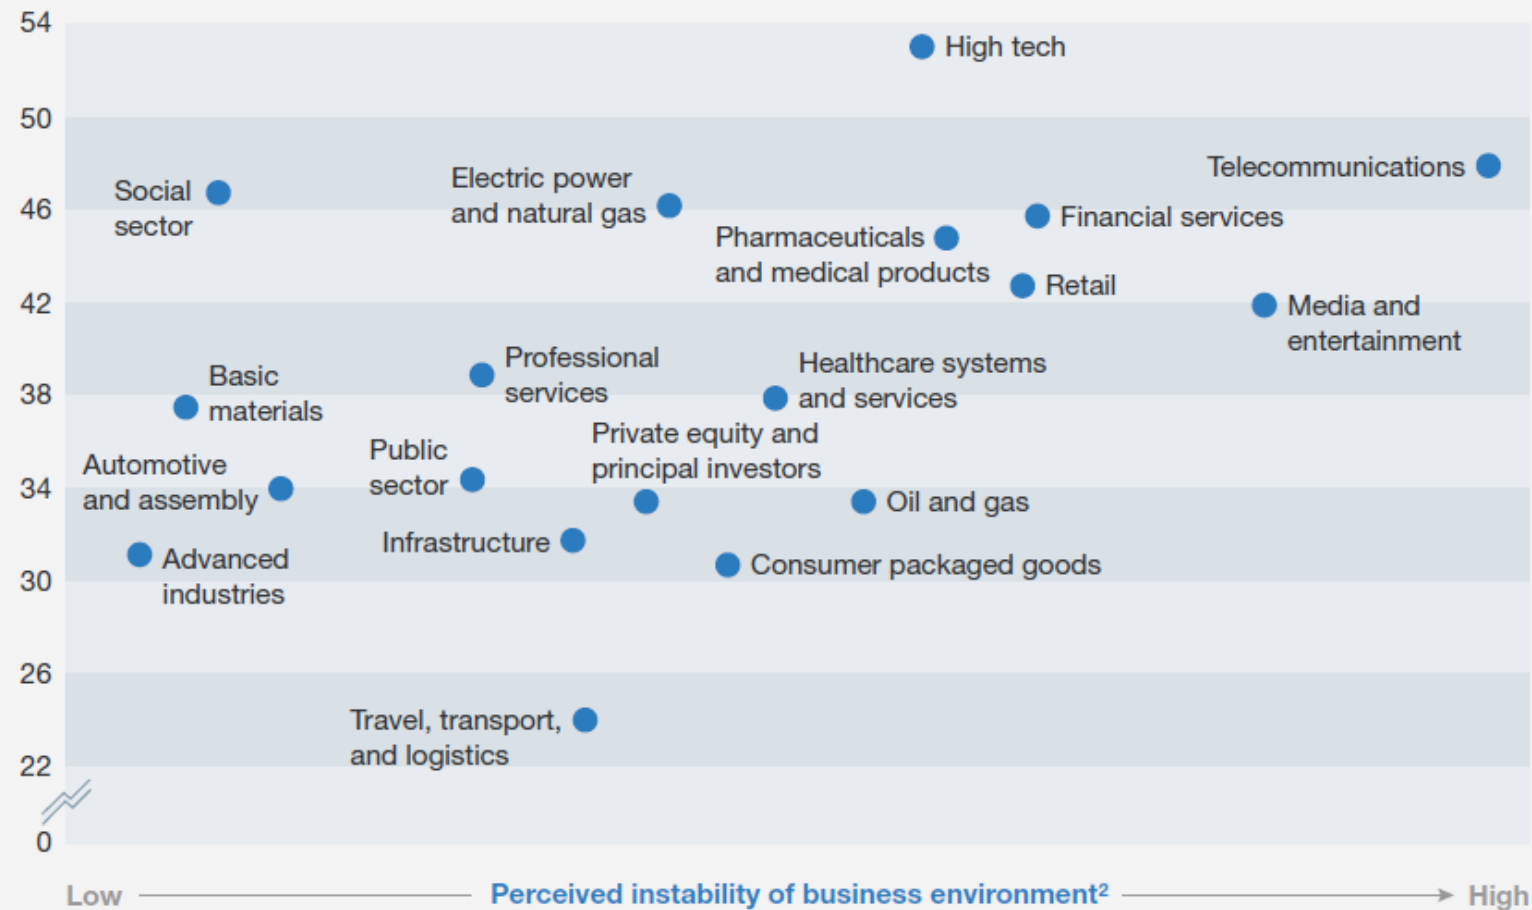 54
High tech
50
Telecommunications
Social
sector
Electric power
and natural gas
46
Financial services
Pharmaceuticals
and medical products
Retail
42
Media and
entertainment
Professional
services
Healthcare systems
and services
Basic
materials
38
Private equity and
principal investors
Public
sector
Automotive
and assembly
34
Oil and gas
Infrastructure
Advanced
industries
Consumer packaged goods
30
26
Travel, transport,
and logistics
22
0
Low Perceived instability of business environment² High